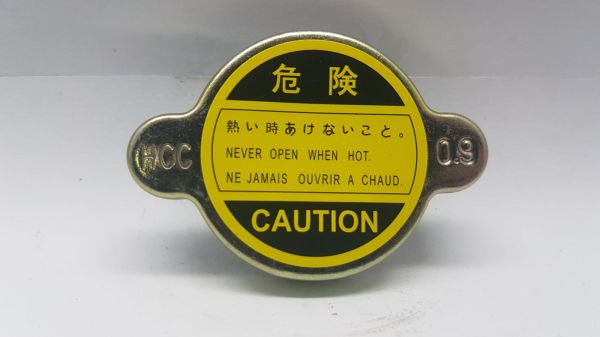 危険
熱い時あけないこと。
NEVER OPEN WHEN HOT.
NE JAMAIS OUVRIR A CHAUD.
CAUTION
HCC
0.9